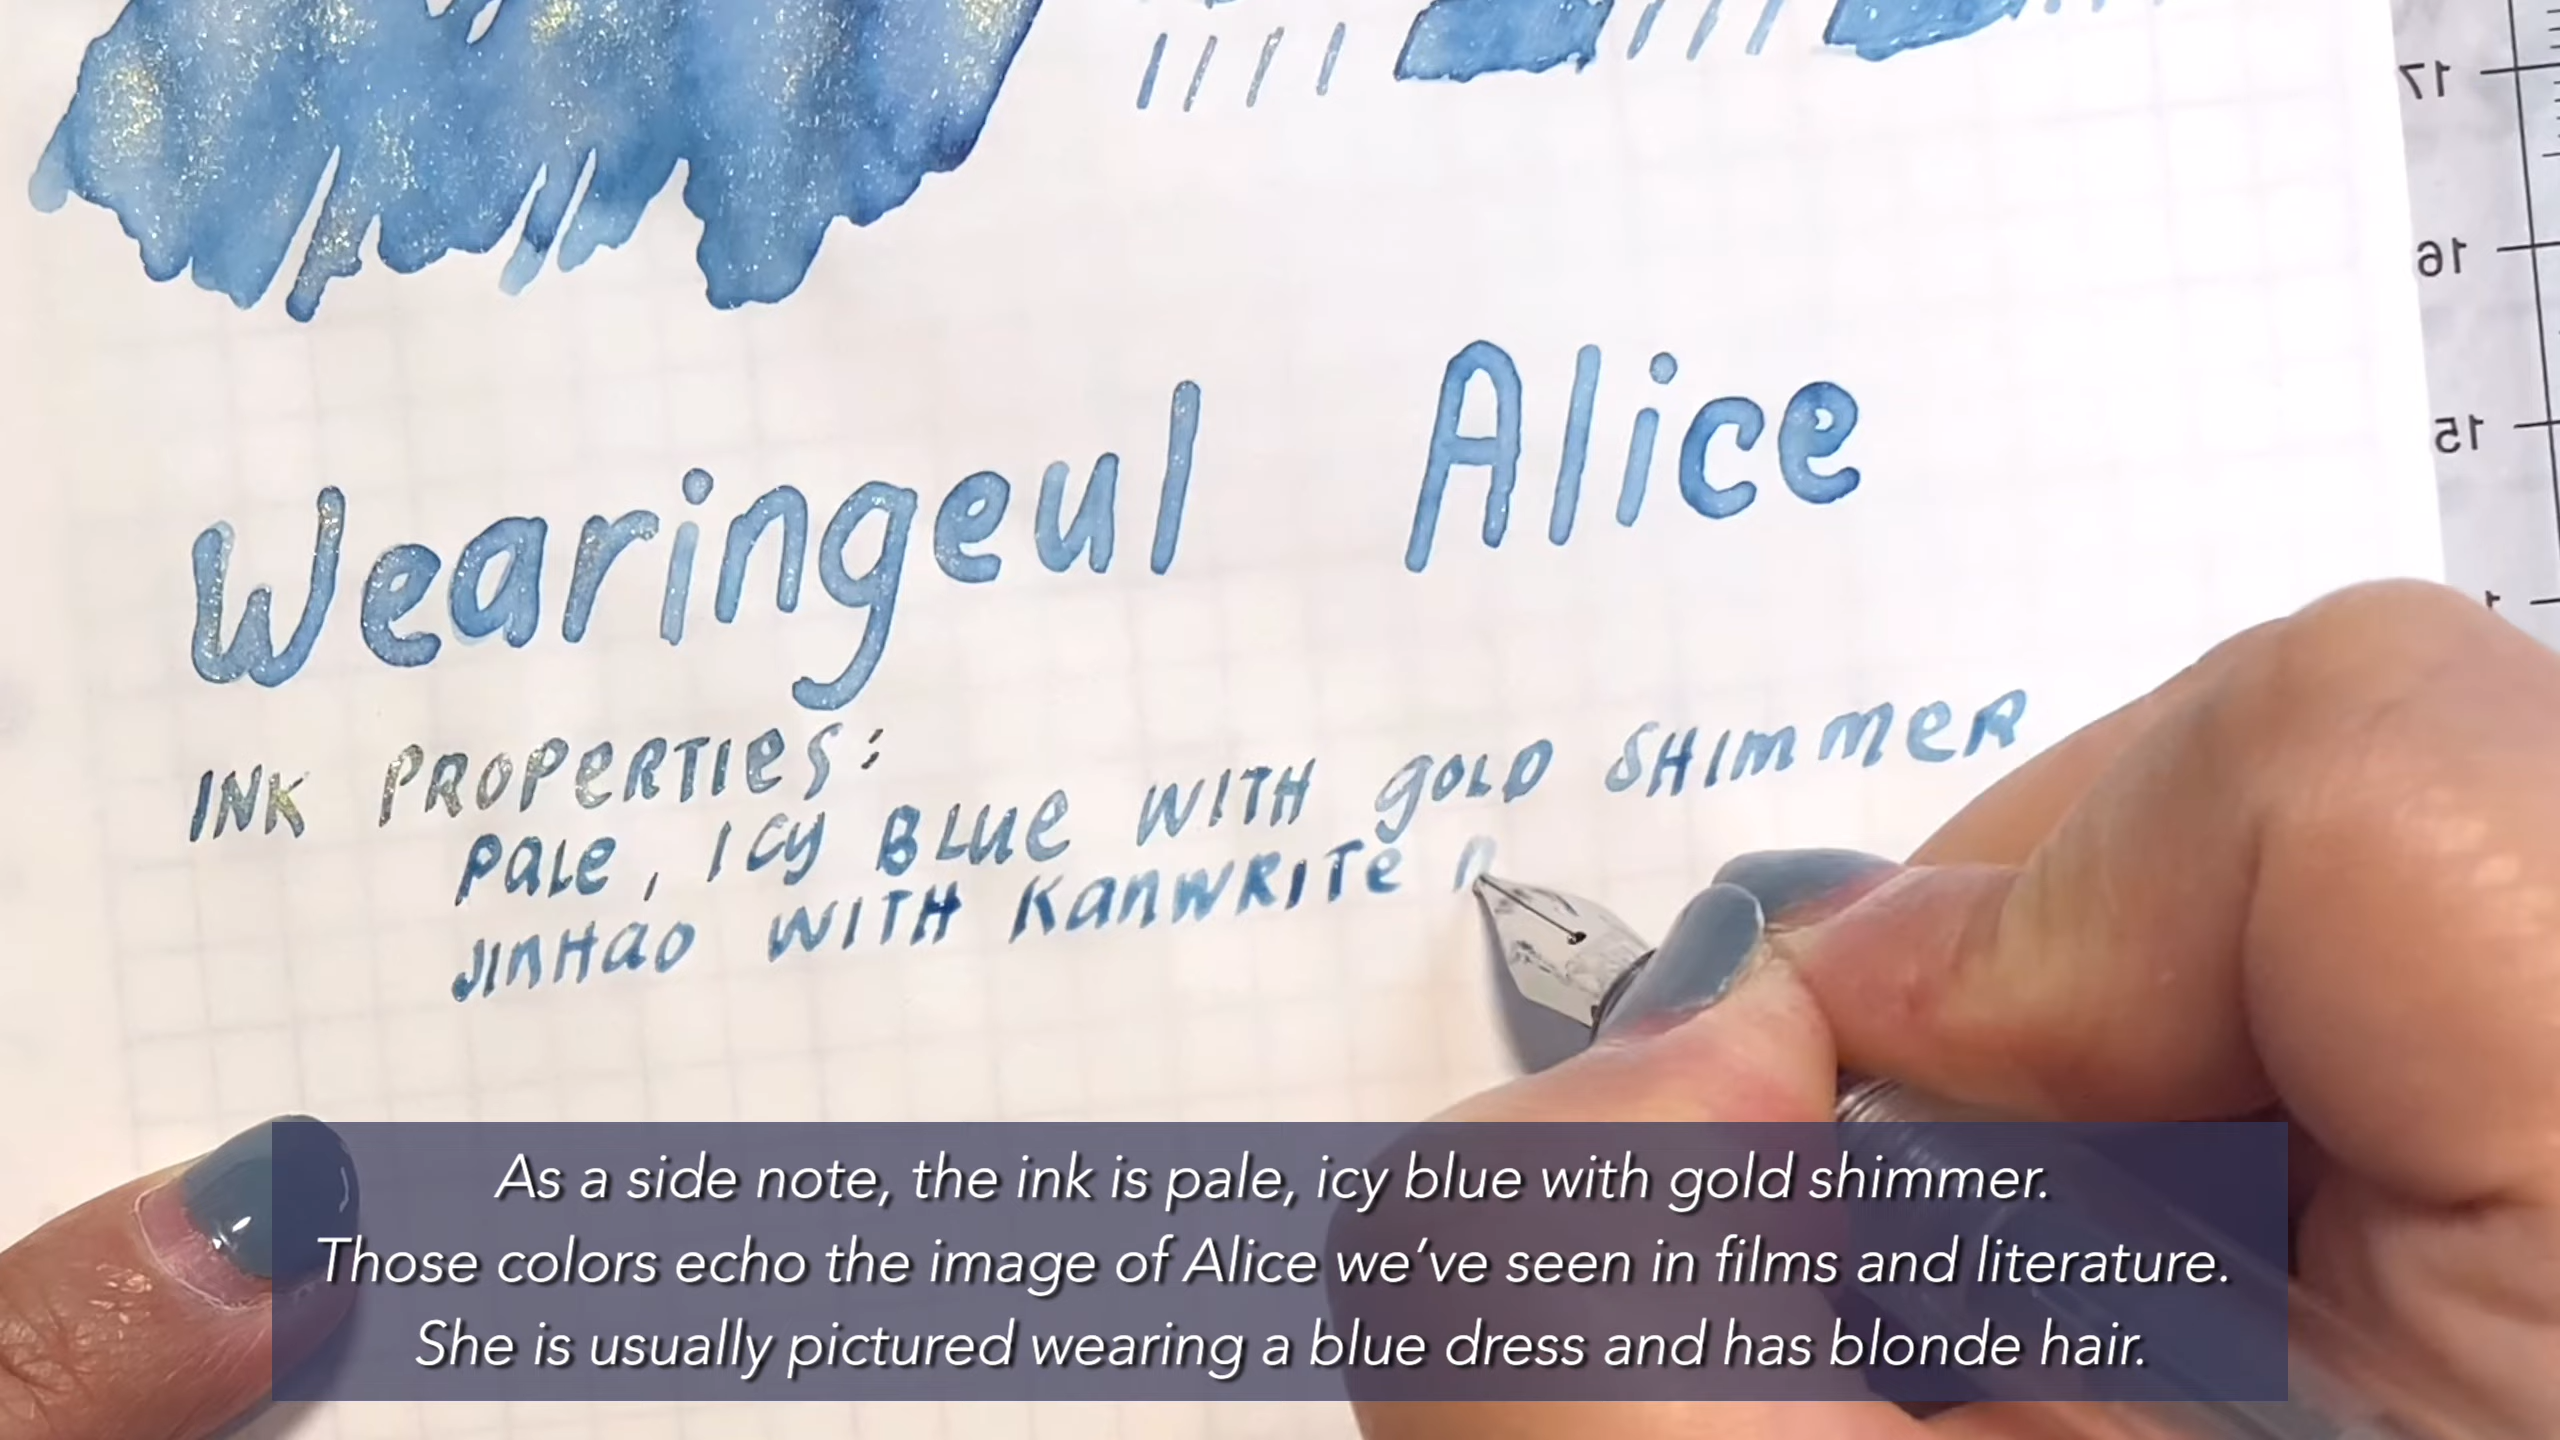 17
16
15
Wearingeul Alice
INK PROPERTIES:
PALE, ICY BLUE WITH GOLD SHIMMER
JINHAO WITH KANWRITE
As a side note, the ink is pale, icy blue with gold shimmer.
Those colors echo the image of Alice we've seen in films and literature.
She is usually pictured wearing a blue dress and has blonde hair.